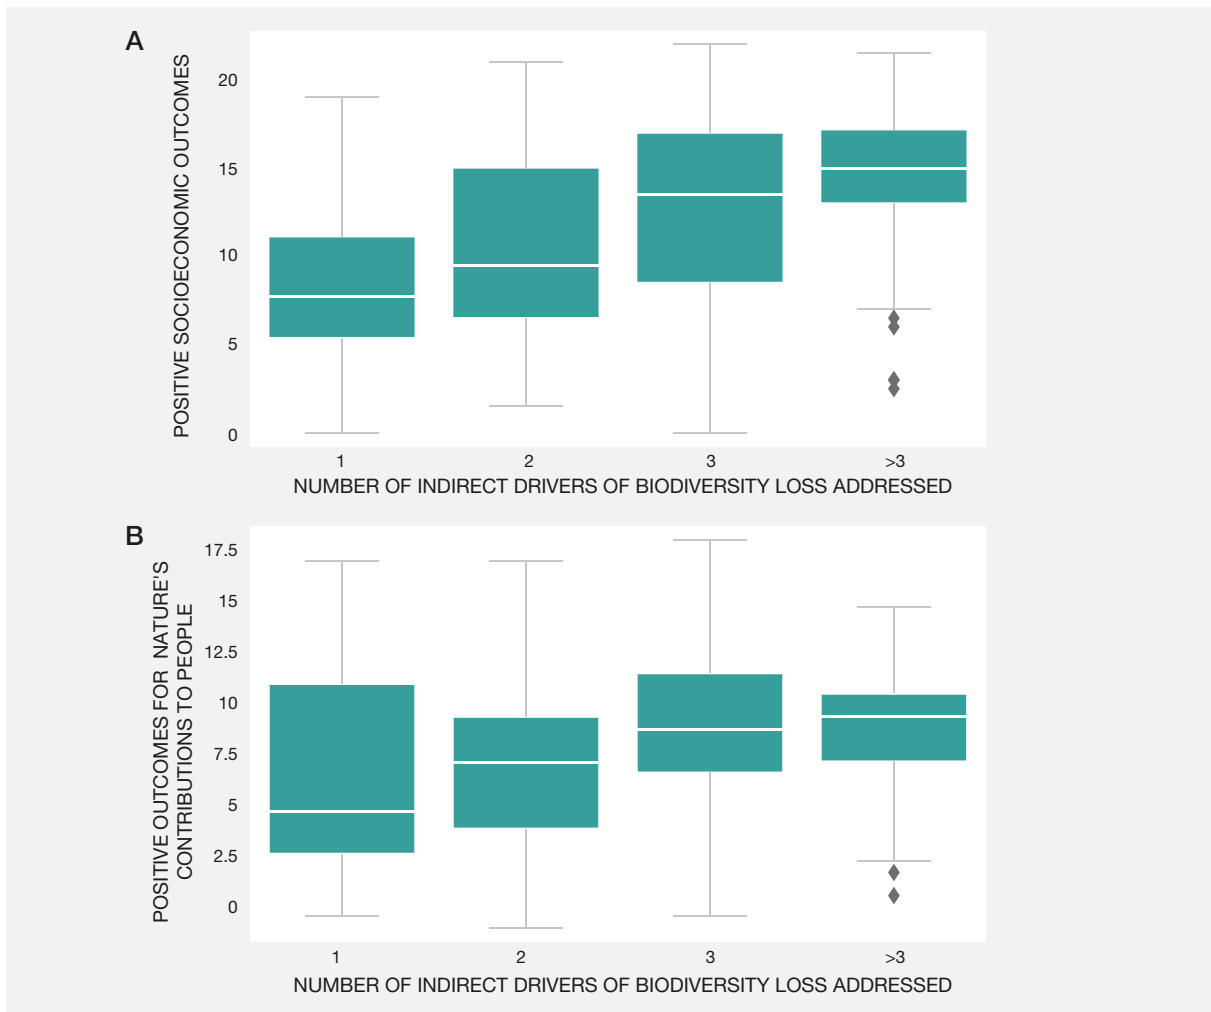 A
POSITIVE SOCIOECONOMIC OUTCOMES
20
15
10
5
0
1 2 3 >3
NUMBER OF INDIRECT DRIVERS OF BIODIVERSITY LOSS ADDRESSED
B
POSITIVE OUTCOMES FOR NATURE'S
CONTRIBUTIONS TO PEOPLE
17.5
15
12.5
10
7.5
5
2.5
0
1 2 3 >3
NUMBER OF INDIRECT DRIVERS OF BIODIVERSITY LOSS ADDRESSED